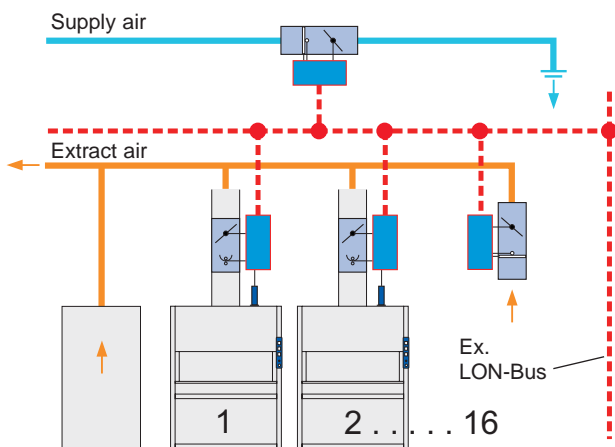 Supply air
Extract air
Ex.
LON-Bus
1
2 . . . . . 16